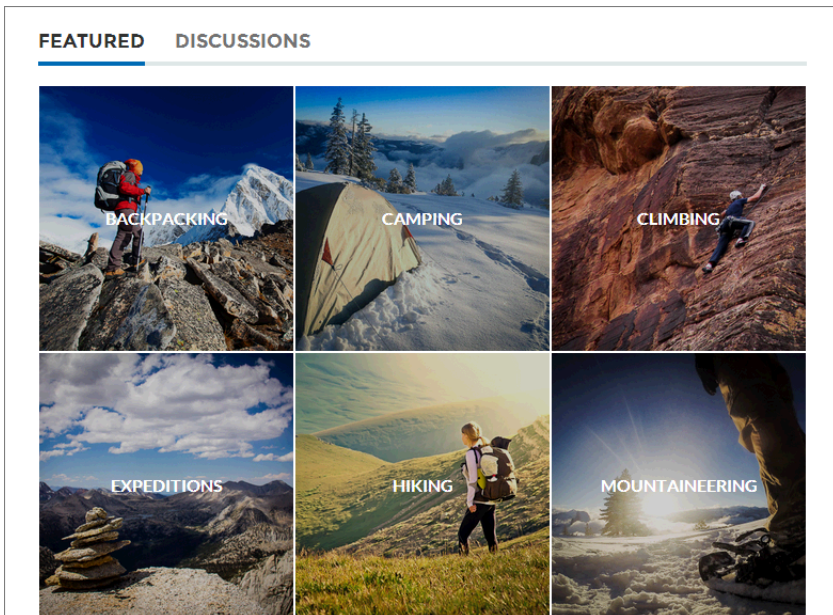 FEATURED DISCUSSIONS
BACKPACKING CAMPING CLIMBING
EXPEDITIONS HIKING MOUNTAINEERING